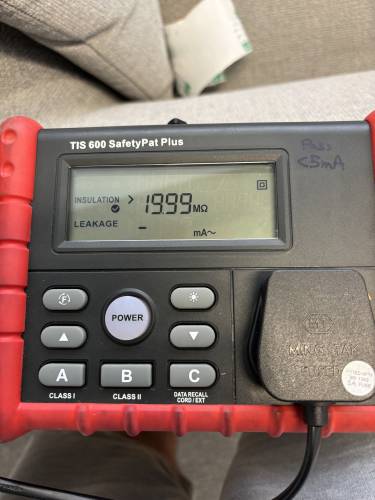 TIS 600 SafetyPat Plus
Pass
<5mA
INSULATION > 19.99 MΩ
LEAKAGE – mA~
F
POWER
A B C
CLASS I CLASS II DATA RECALL
CORD / EXT